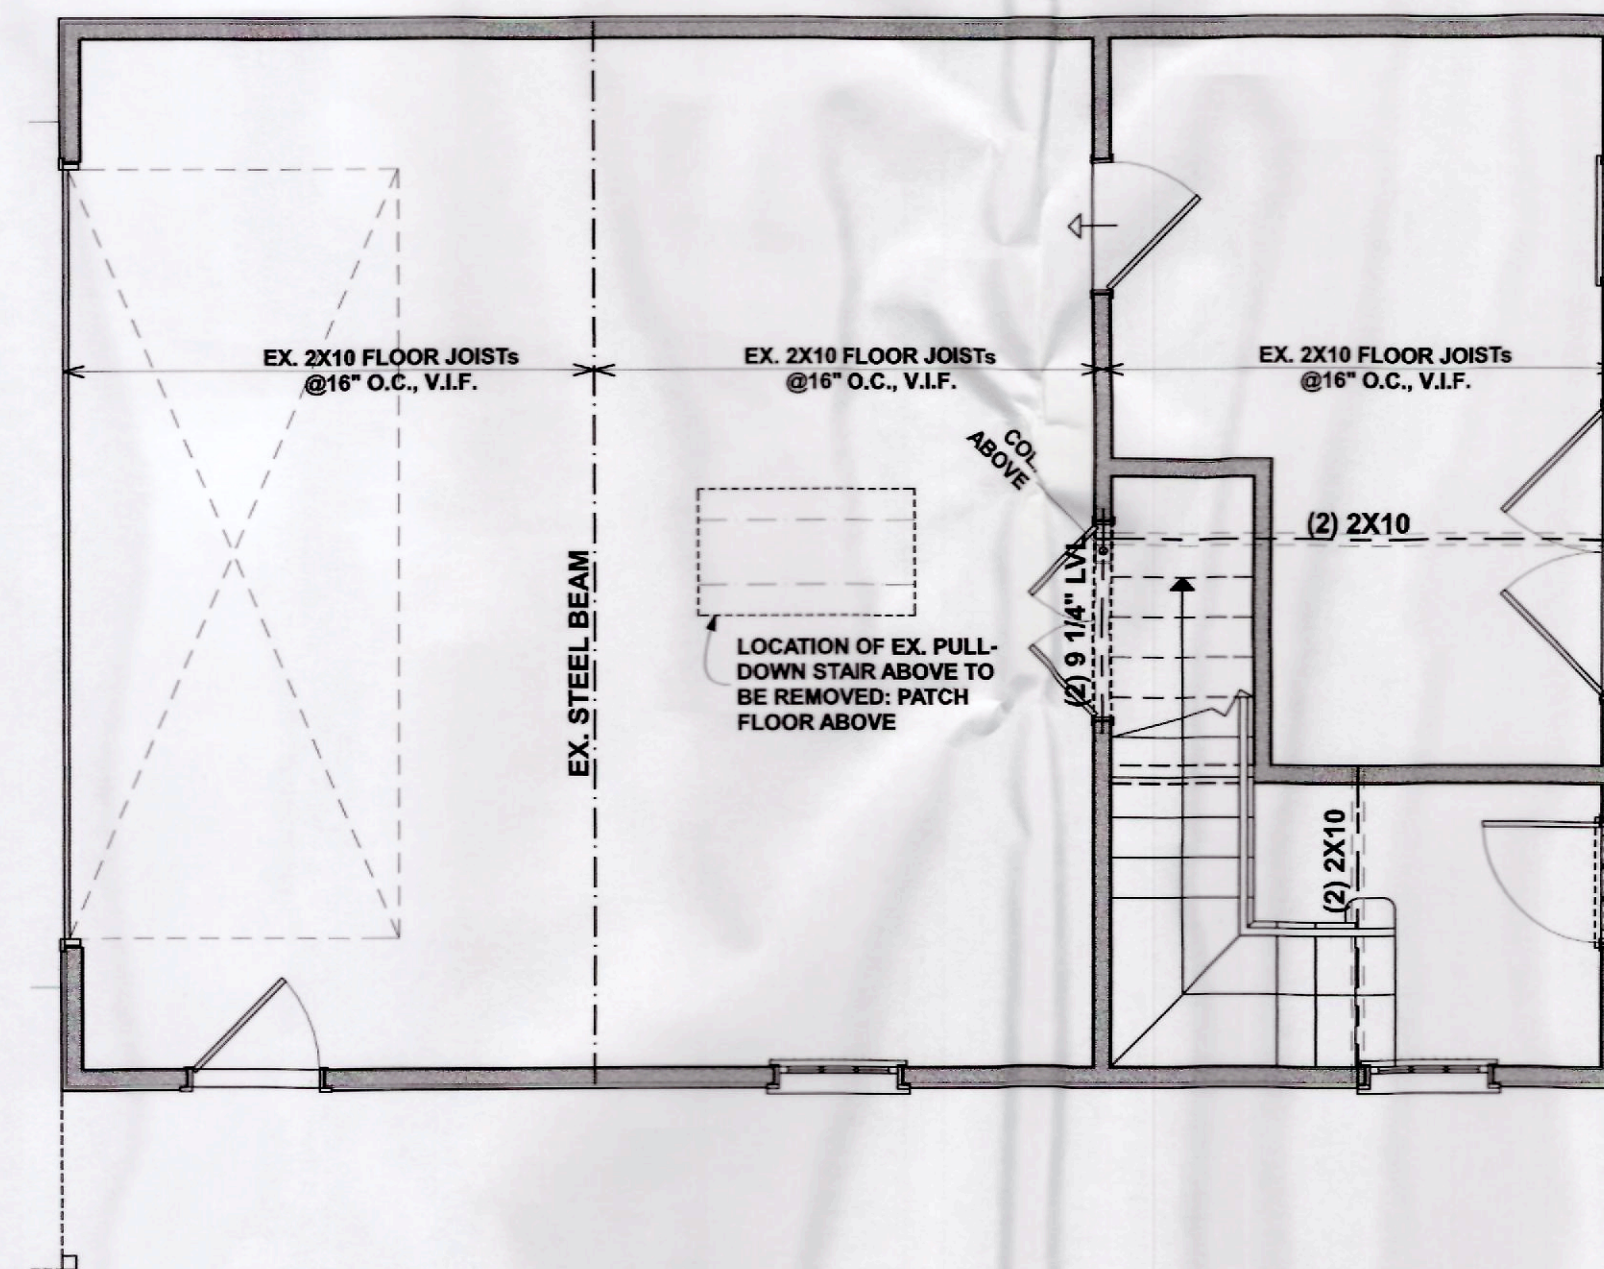 EX. 2X10 FLOOR JOISTs
@16" O.C., V.I.F.
EX. 2X10 FLOOR JOISTs
@16" O.C., V.I.F.
EX. 2X10 FLOOR JOISTs
@16" O.C., V.I.F.
COL.
ABOVE
(2) 2X10
EX. STEEL BEAM
(2) 9 1/4" LVL
LOCATION OF EX. PULL-
DOWN STAIR ABOVE TO
BE REMOVED: PATCH
FLOOR ABOVE
(2) 2X10